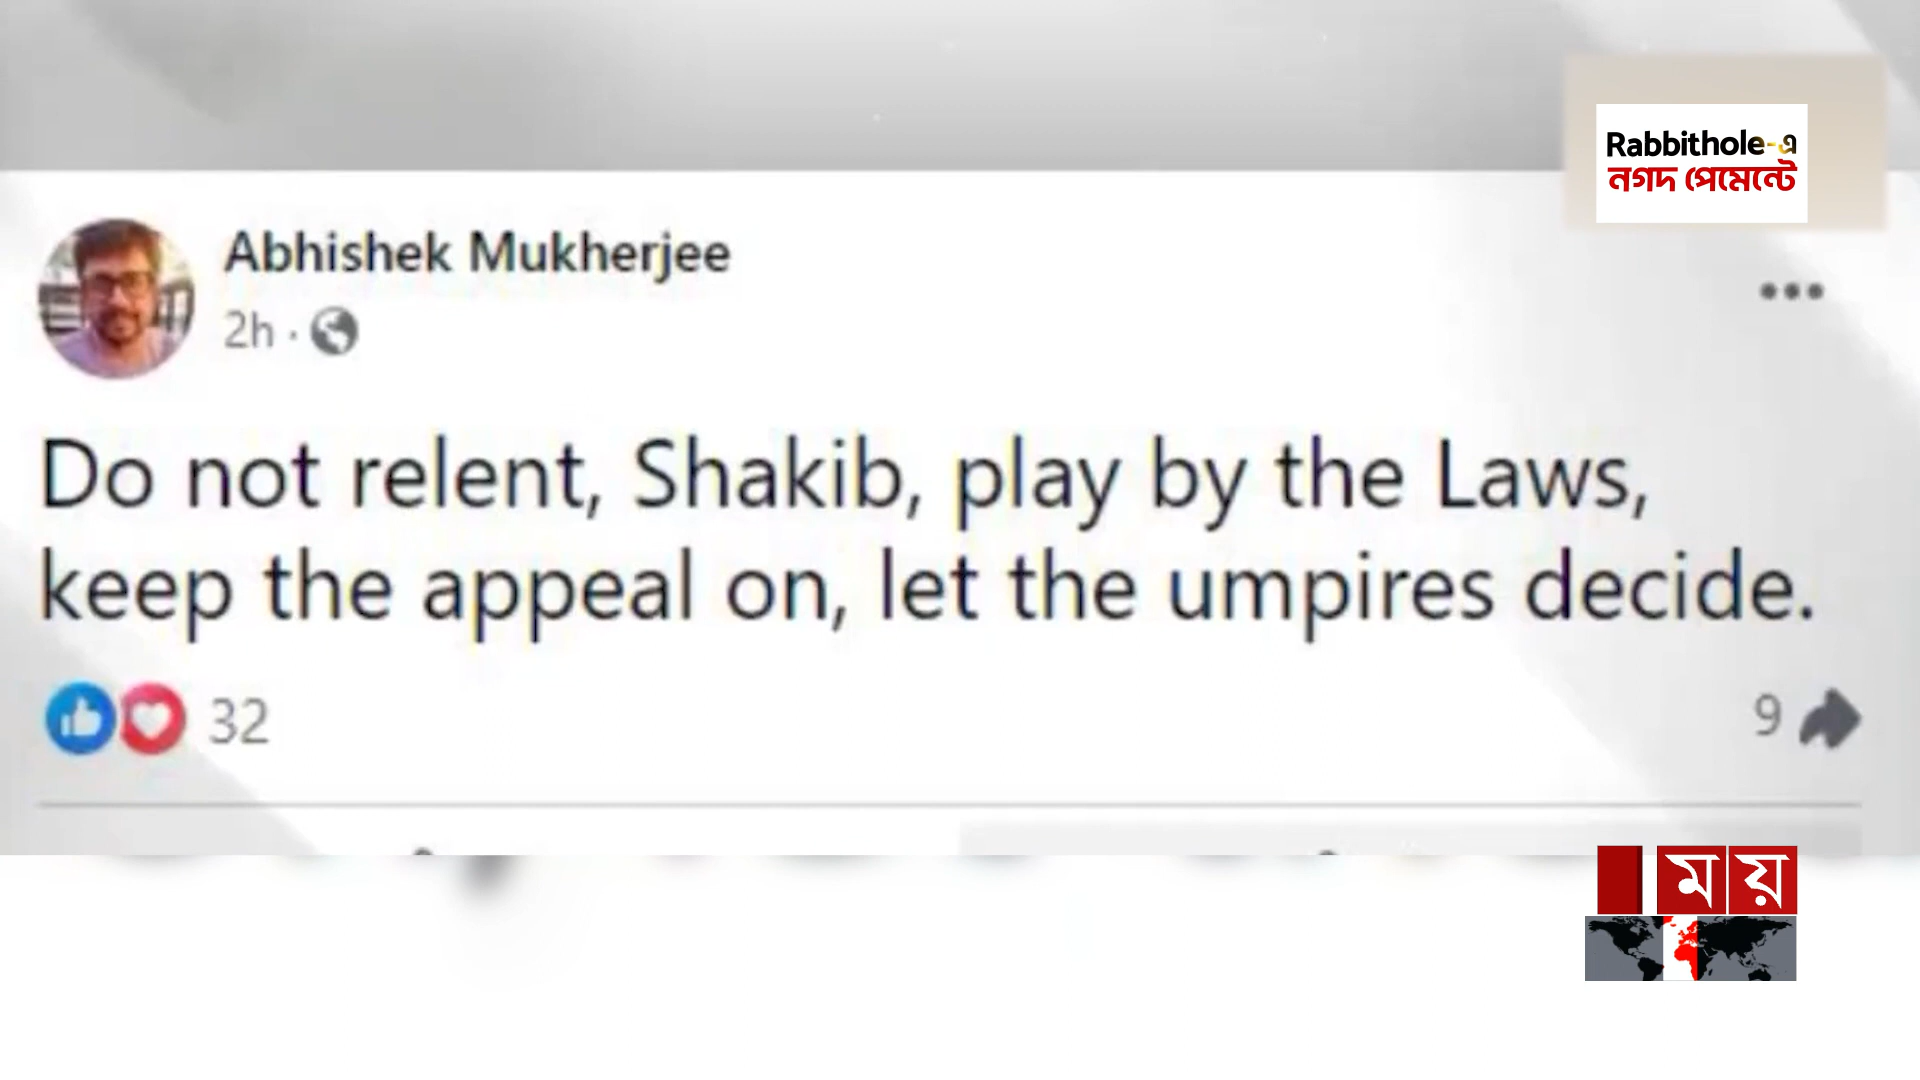 Rabbithole-এ
নগদ পেমেন্টে
Abhishek Mukherjee
2h ·
Do not relent, Shakib, play by the Laws,
keep the appeal on, let the umpires decide.
32
9
ময়